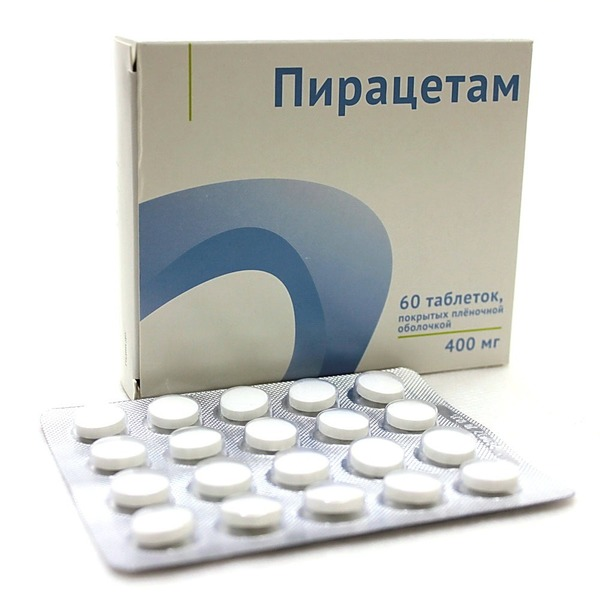 Пирацетам
60 таблеток,
покрытых плёночной
оболочкой
400 мг